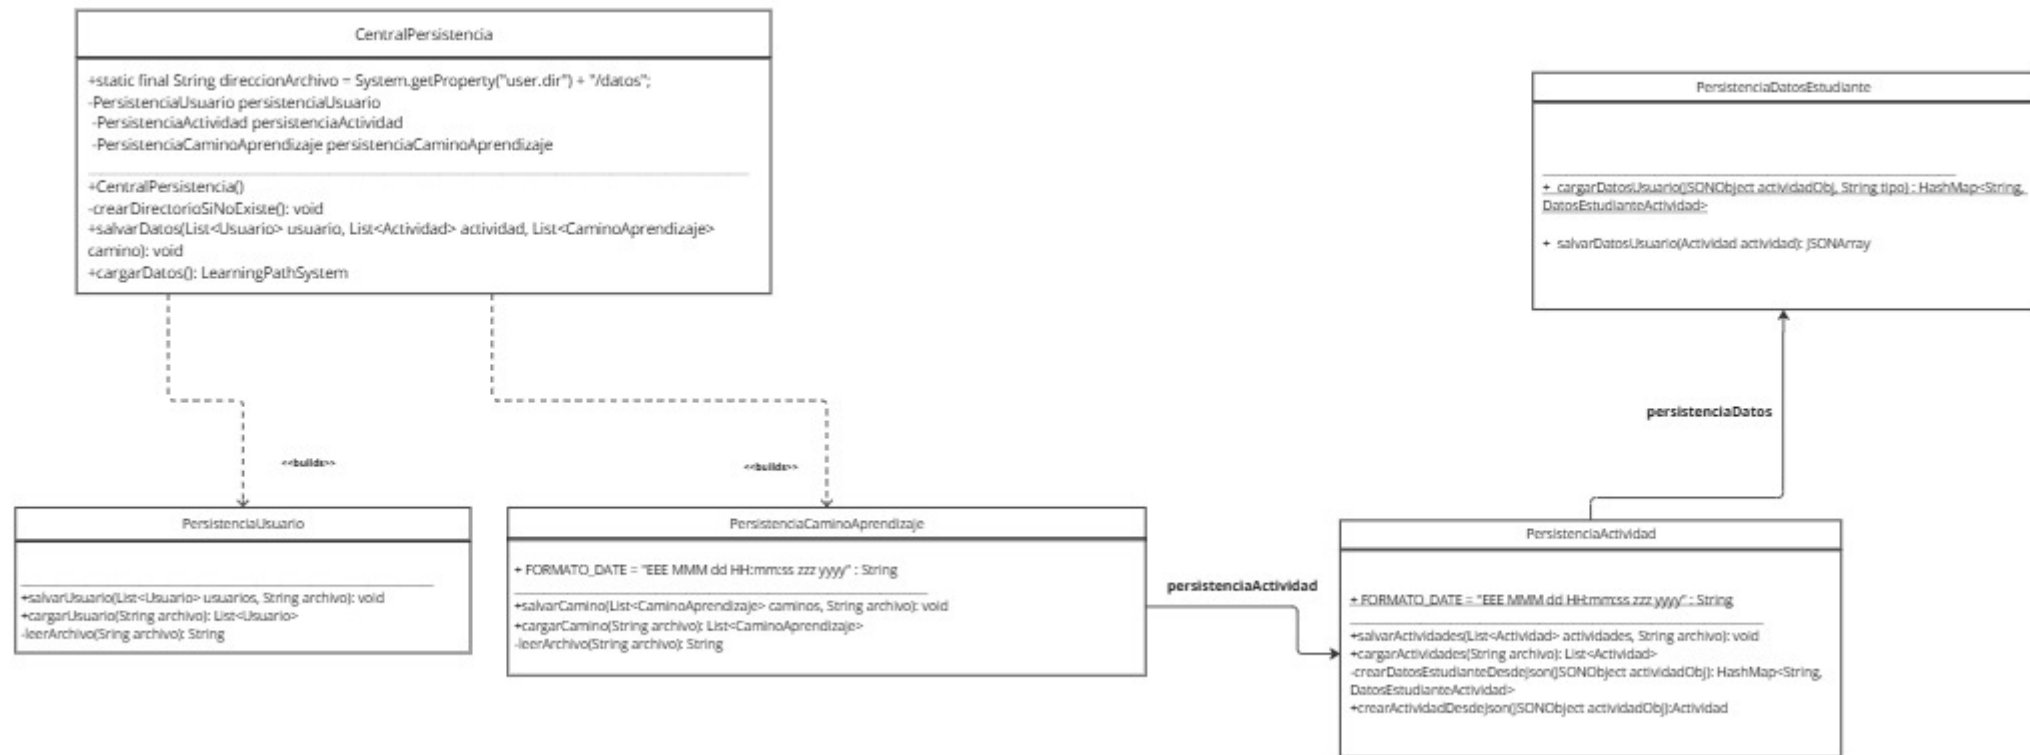 CentralPersistencia
+static final String direccionArchivo = System.getProperty("user.dir") + "/datos";
-PersistenciaUsuario persistenciaUsuario
-PersistenciaActividad persistenciaActividad
-PersistenciaCaminoAprendizaje persistenciaCaminoAprendizaje
+CentralPersistencia()
-crearDirectorioSiNoExiste(): void
+salvarDatos(List<Usuario> usuario, List<Actividad> actividad, List<CaminoAprendizaje>
camino): void
+cargarDatos(): LearningPathSystem
PersistenciaDatosEstudiante
+ cargarDatosUsuario(JSONObject actividadObj, String tipo) : HashMap<String,
DatosEstudianteActividad>
+ salvarDatosUsuario(Actividad actividad): JSONArray
persistenciaDatos
<<builds>>
<<builds>>
PersistenciaUsuario
+salvarUsuario(List<Usuario> usuarios, String archivo): void
+cargarUsuario(String archivo): List<Usuario>
-leerArchivo(Sring archivo): String
PersistenciaCaminoAprendizaje
+ FORMATO_DATE = "EEE MMM dd HH:mm:ss zzz yyyy" : String
+salvarCamino(List<CaminoAprendizaje> caminos, String archivo): void
+cargarCamino(String archivo): List<CaminoAprendizaje>
-leerArchivo(String archivo): String
persistenciaActividad
PersistenciaActividad
+ FORMATO_DATE = "EEE MMM dd HH:mm:ss zzz yyyy" : String
+salvarActividades(List<Actividad> actividades, String archivo): void
+cargarActividades(String archivo): List<Actividad>
-crearDatosEstudianteDesdeJson(JSONObject actividadObj): HashMap<String,
DatosEstudianteActividad>
+crearActividadDesdeJson(JSONObject actividadObj):Actividad